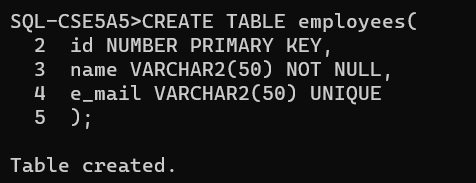 SQL-CSE5A5>CREATE TABLE employees(
2 id NUMBER PRIMARY KEY,
3 name VARCHAR2(50) NOT NULL,
4 e_mail VARCHAR2(50) UNIQUE
5 );
Table created.